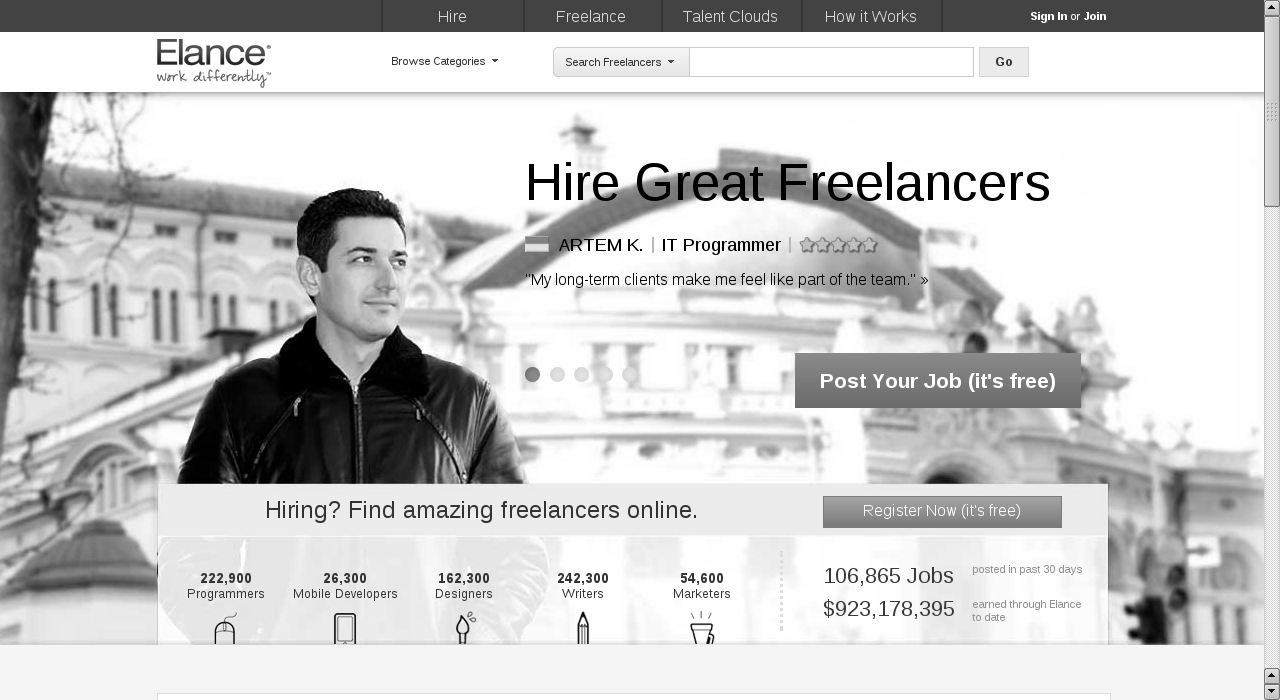 Hire
Freelance
Talent Clouds
How it Works
Sign In or Join
Elance®
work differently™
Browse Categories
Search Freelancers
Go
Hire Great Freelancers
ARTEM K. | IT Programmer |
"My long-term clients make me feel like part of the team." »
Post Your Job (it's free)
Hiring? Find amazing freelancers online.
Register Now (it's free)
222,900
Programmers
26,300
Mobile Developers
162,300
Designers
242,300
Writers
54,600
Marketers
106,865 Jobs
posted in past 30 days
$923,178,395
earned through Elance
to date